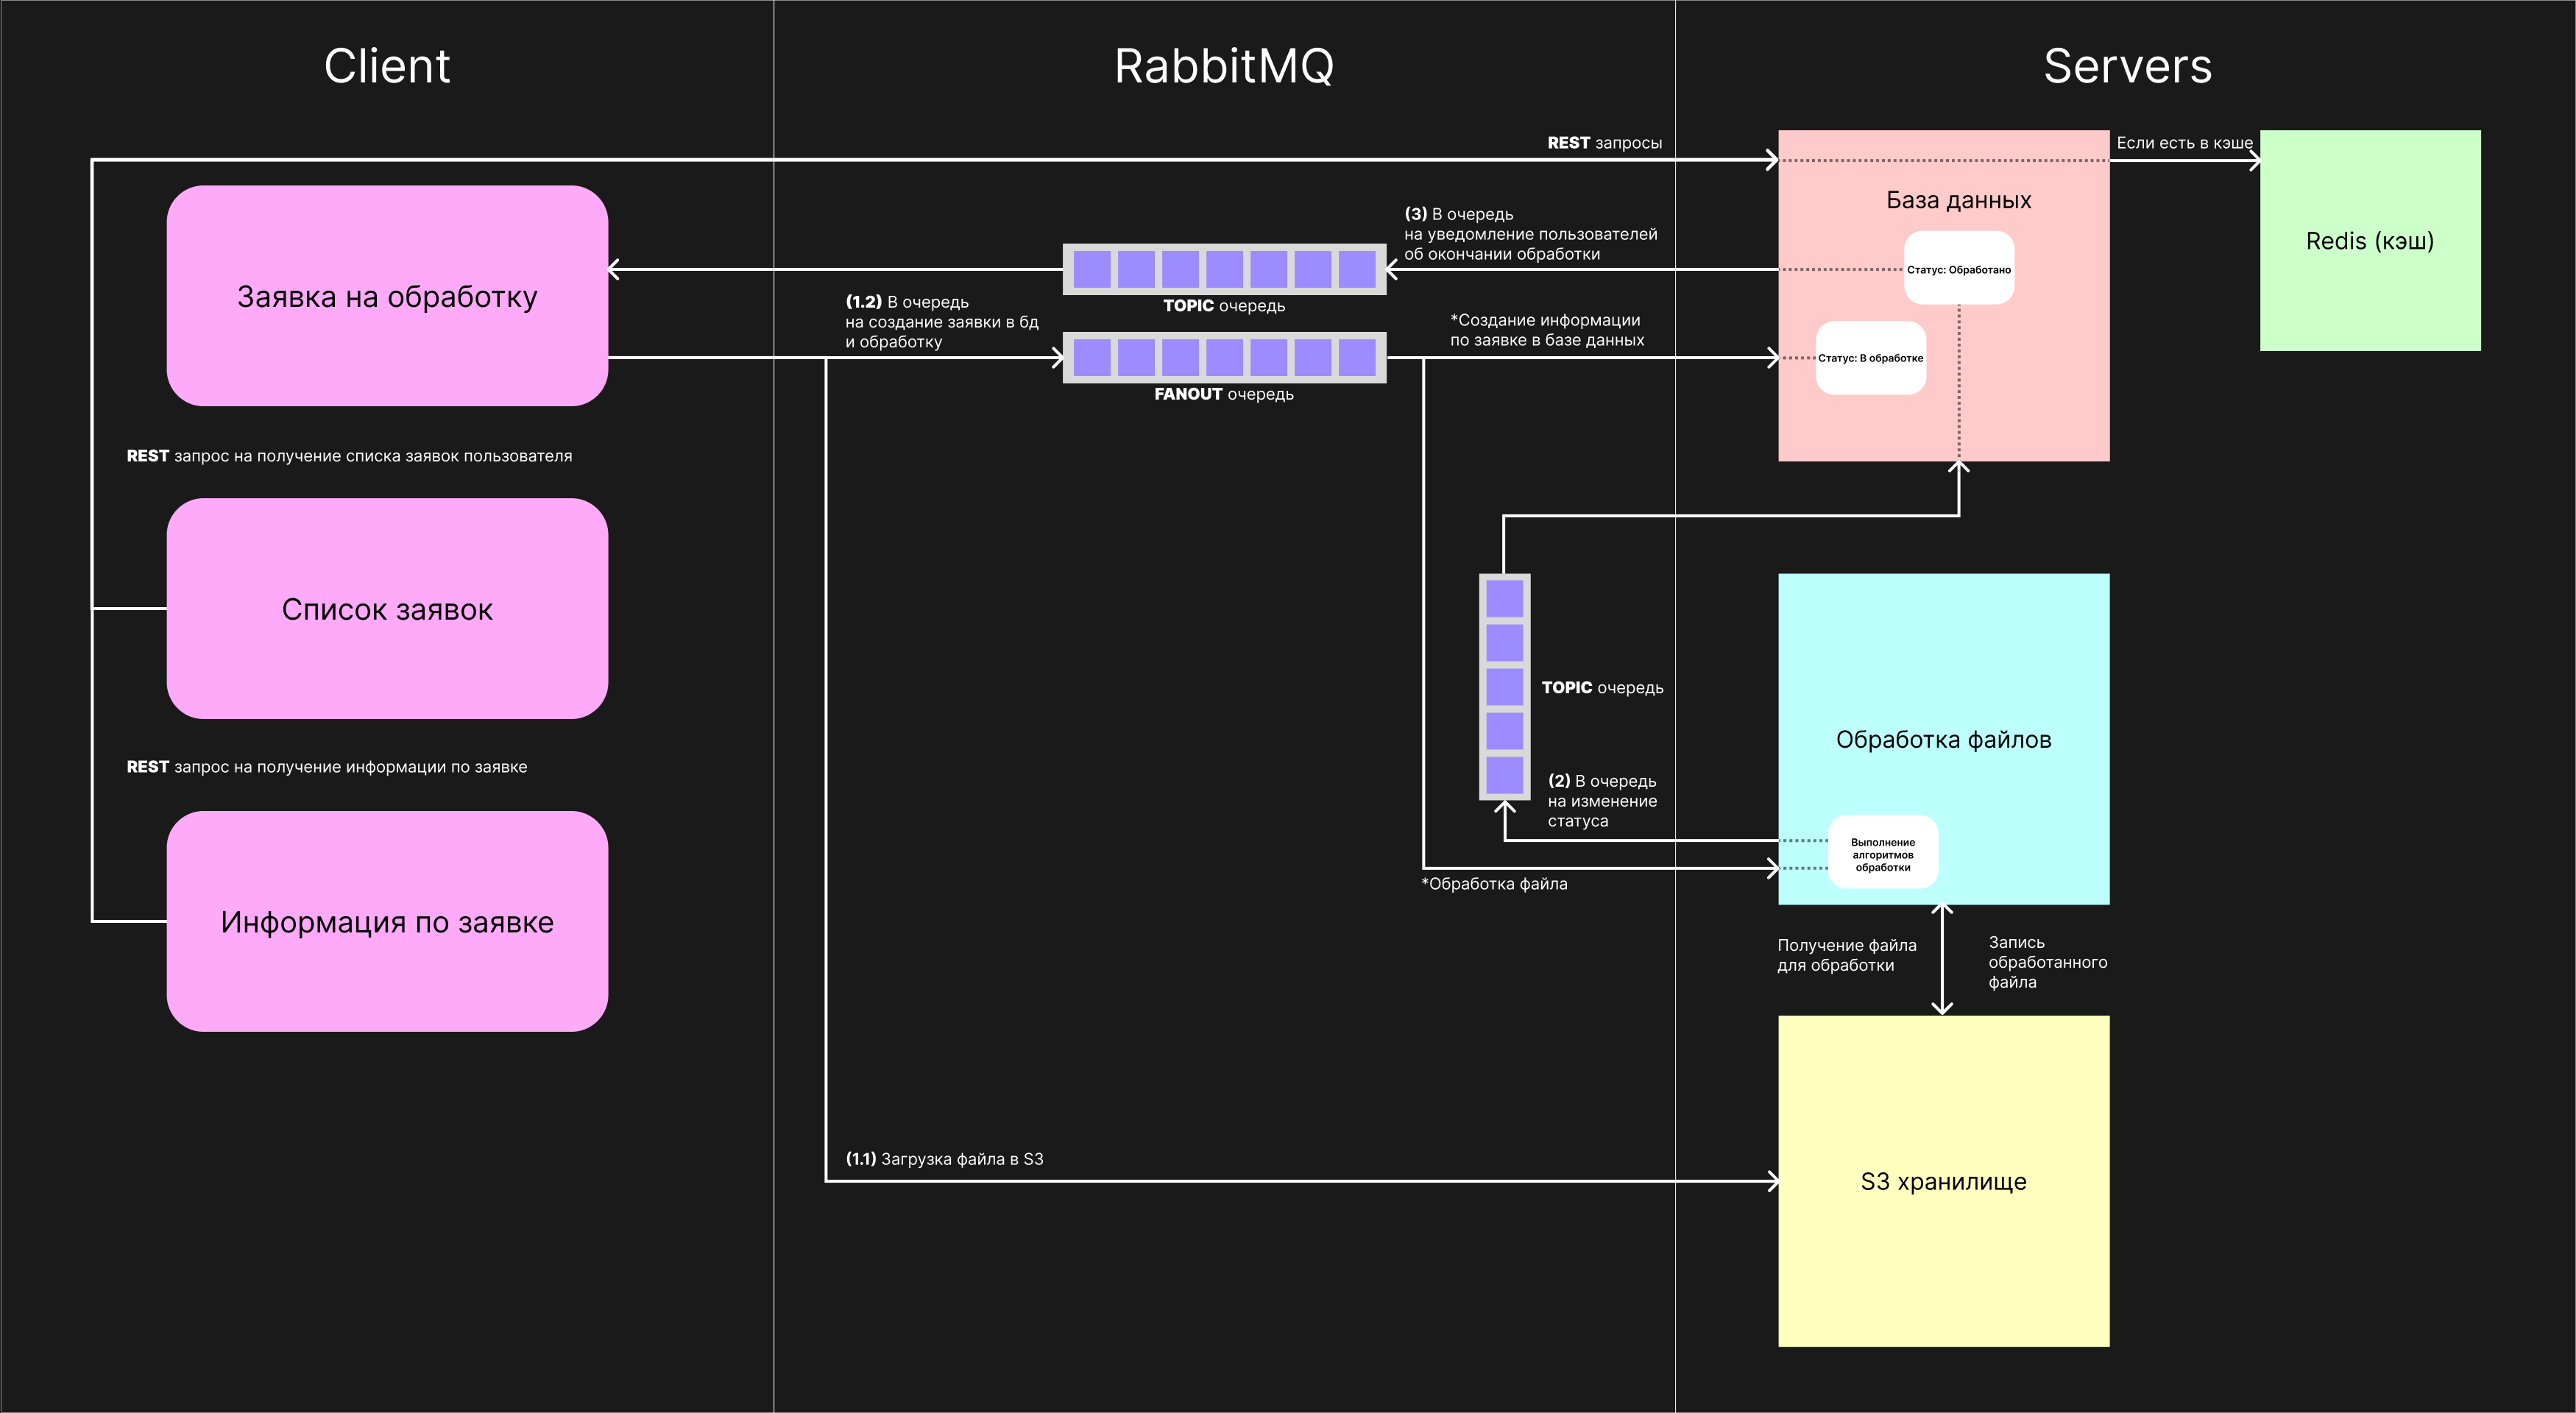 Client
RabbitMQ
Servers
REST запросы
Если есть в кэше
База данных
Redis (кэш)
(3) В очередь
на уведомление пользователей
об окончании обработки
Статус: Обработано
Заявка на обработку
TOPIC очередь
(1.2) В очередь
на создание заявки в бд
и обработку
*Создание информации
по заявке в базе данных
Статус: В обработке
FANOUT очередь
REST запрос на получение списка заявок пользователя
Список заявок
TOPIC очередь
Обработка файлов
REST запрос на получение информации по заявке
(2) В очередь
на изменение
статуса
Выполнение
алгоритмов
обработки
*Обработка файла
Информация по заявке
Получение файла
для обработки
Запись
обработанного
файла
(1.1) Загрузка файла в S3
S3 хранилище